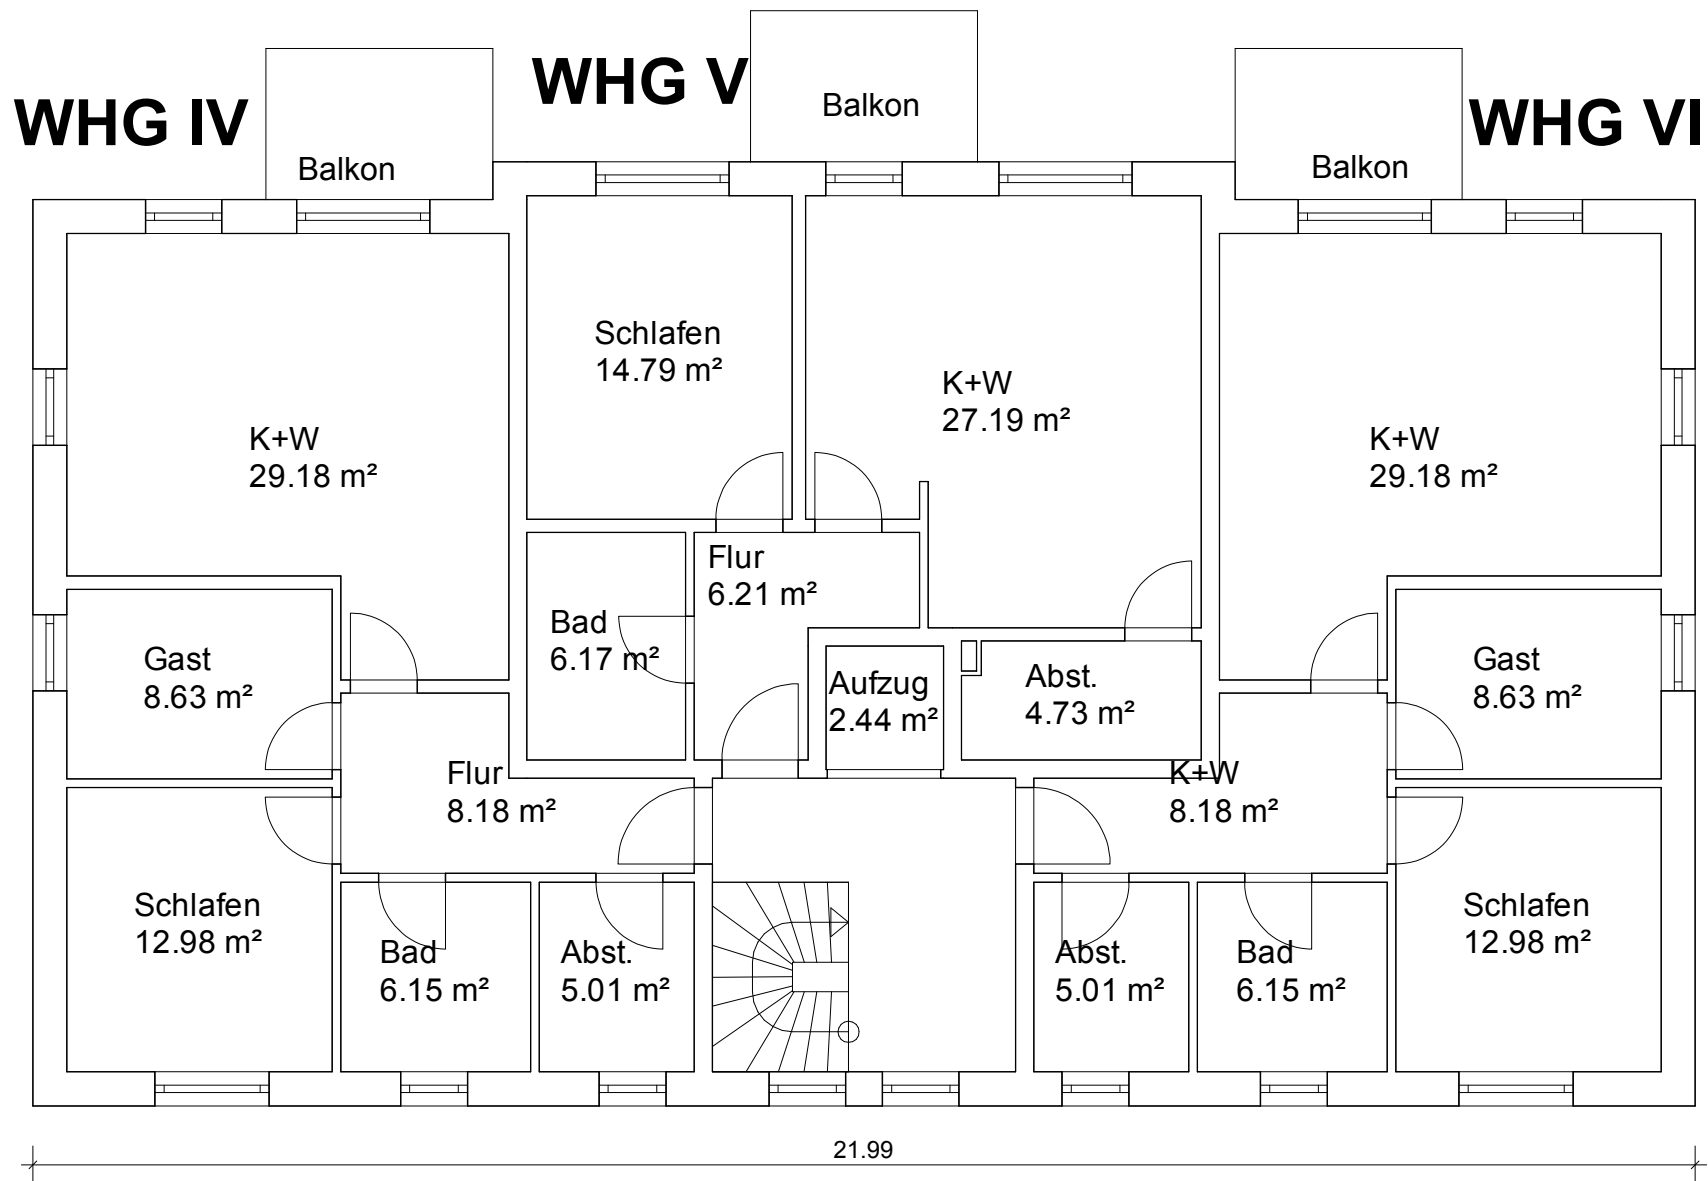 WHG IV
WHG V
WHG VI
Balkon
Balkon
Balkon
Schlafen
14.79 m²
K+W
27.19 m²
K+W
29.18 m²
K+W
29.18 m²
Flur
6.21 m²
Bad
6.17 m²
Gast
8.63 m²
Aufzug
2.44 m²
Abst.
4.73 m²
Gast
8.63 m²
Flur
8.18 m²
K+W
8.18 m²
Schlafen
12.98 m²
Bad
6.15 m²
Abst.
5.01 m²
Abst.
5.01 m²
Bad
6.15 m²
Schlafen
12.98 m²
21.99